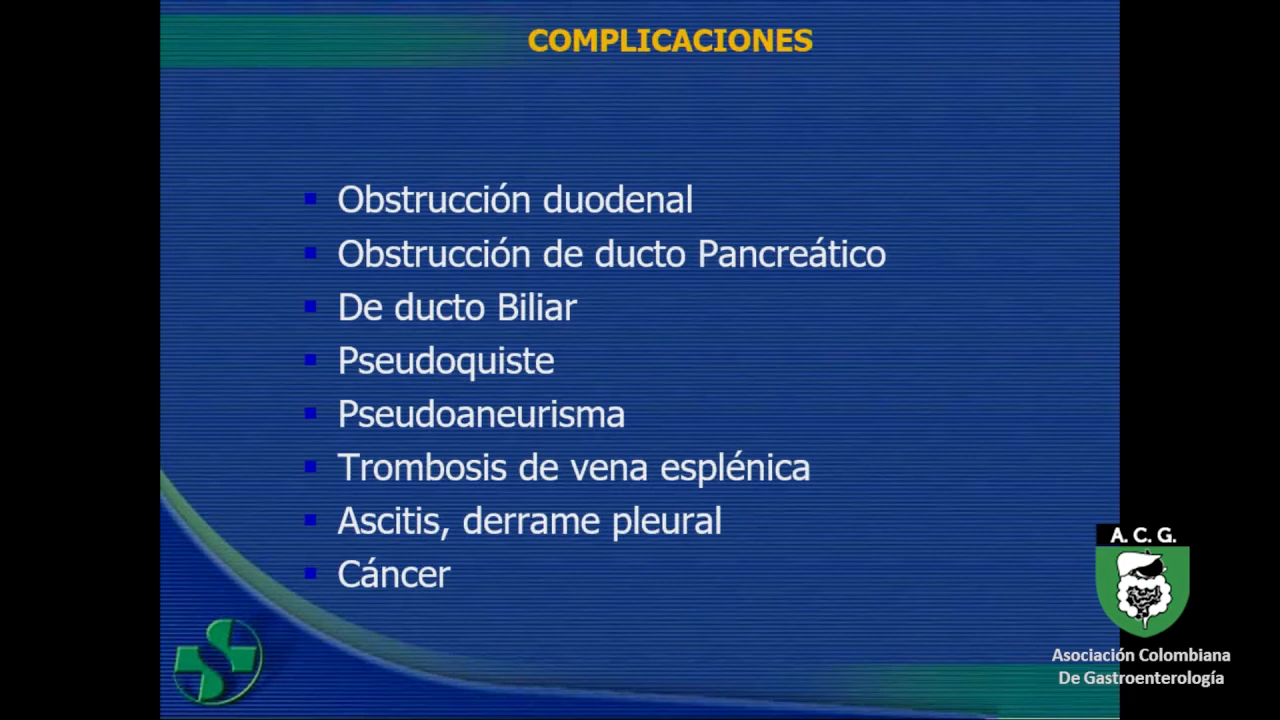 COMPLICACIONES
Obstrucción duodenal
Obstrucción de ducto Pancreático
De ducto Biliar
Pseudoquiste
Pseudoaneurisma
Trombosis de vena esplénica
Ascitis, derrame pleural
Cáncer
A. C. G.
Asociación Colombiana
De Gastroenterología